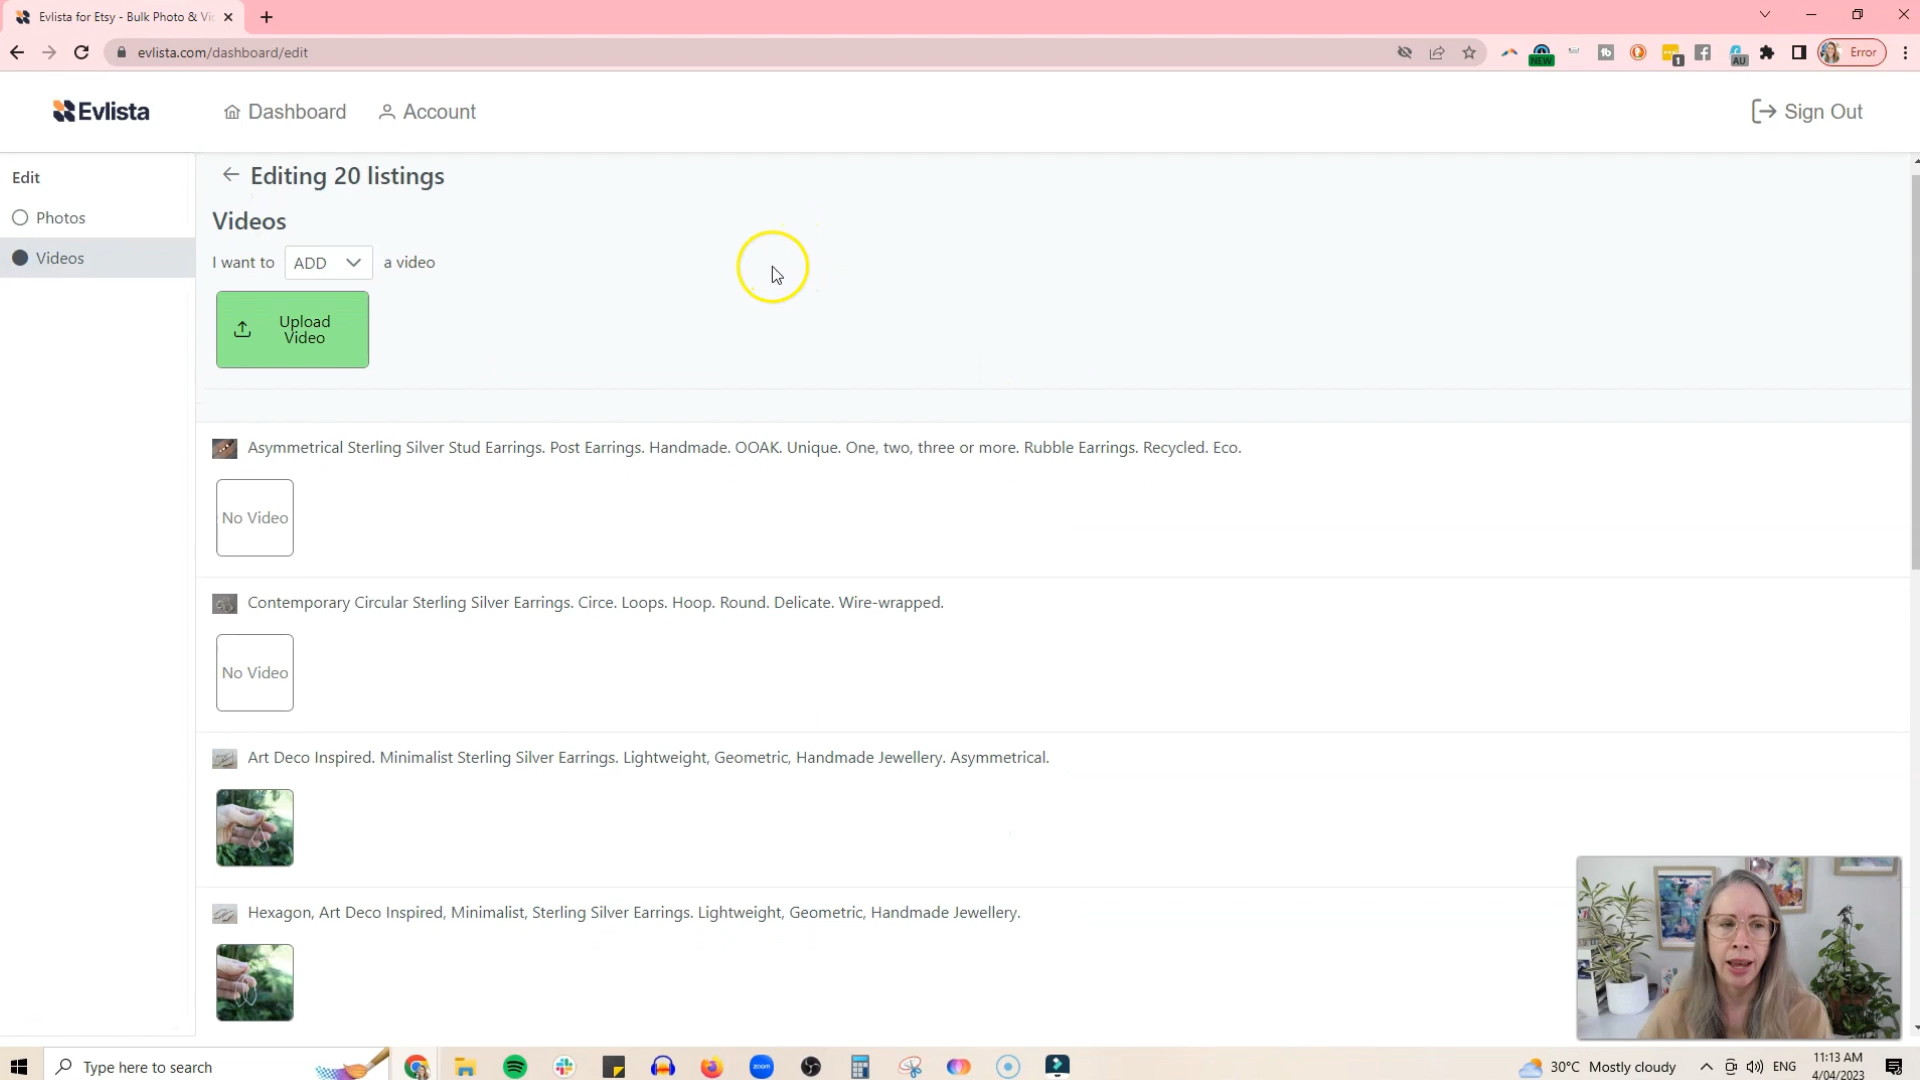 Evlista for Etsy - Bulk Photo & Vi
evlista.com/dashboard/edit
NEW
1
AU
Error
Evlista
Dashboard
Account
Sign Out
Edit
Photos
Videos
Editing 20 listings
Videos
I want to ADD a video
Upload
Video
Asymmetrical Sterling Silver Stud Earrings. Post Earrings. Handmade. OOAK. Unique. One, two, three or more. Rubble Earrings. Recycled. Eco.
No Video
Contemporary Circular Sterling Silver Earrings. Circe. Loops. Hoop. Round. Delicate. Wire-wrapped.
No Video
Art Deco Inspired. Minimalist Sterling Silver Earrings. Lightweight, Geometric, Handmade Jewellery. Asymmetrical.
Hexagon, Art Deco Inspired, Minimalist, Sterling Silver Earrings. Lightweight, Geometric, Handmade Jewellery.
Type here to search
zoom
30°C Mostly cloudy
ENG
11:13 AM
4/04/2023